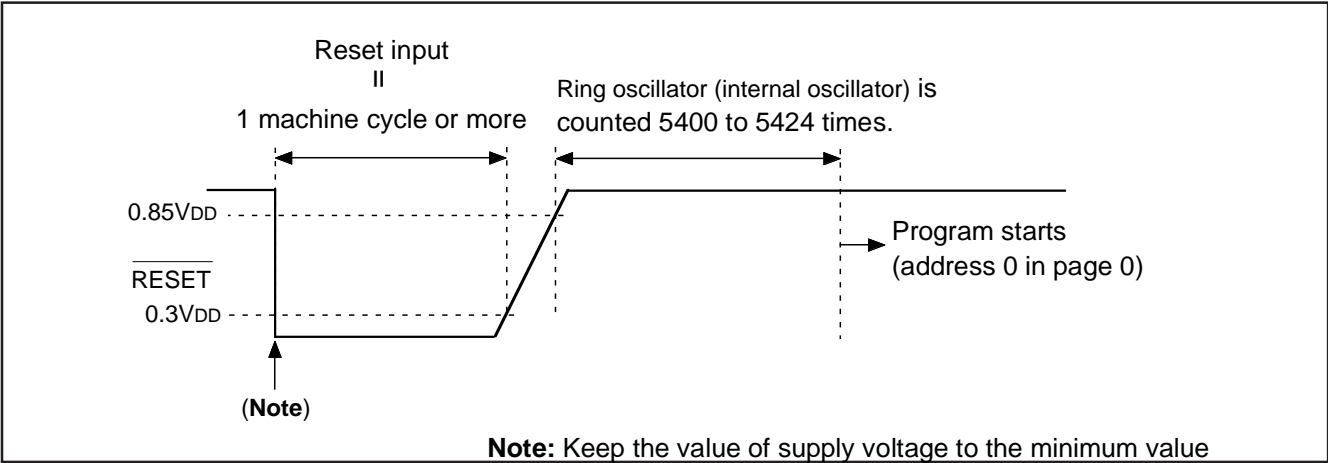 Reset input
=
1 machine cycle or more
Ring oscillator (internal oscillator) is
counted 5400 to 5424 times.
0.85VDD
RESET
0.3VDD
Program starts
(address 0 in page 0)
(Note)
Note: Keep the value of supply voltage to the minimum value